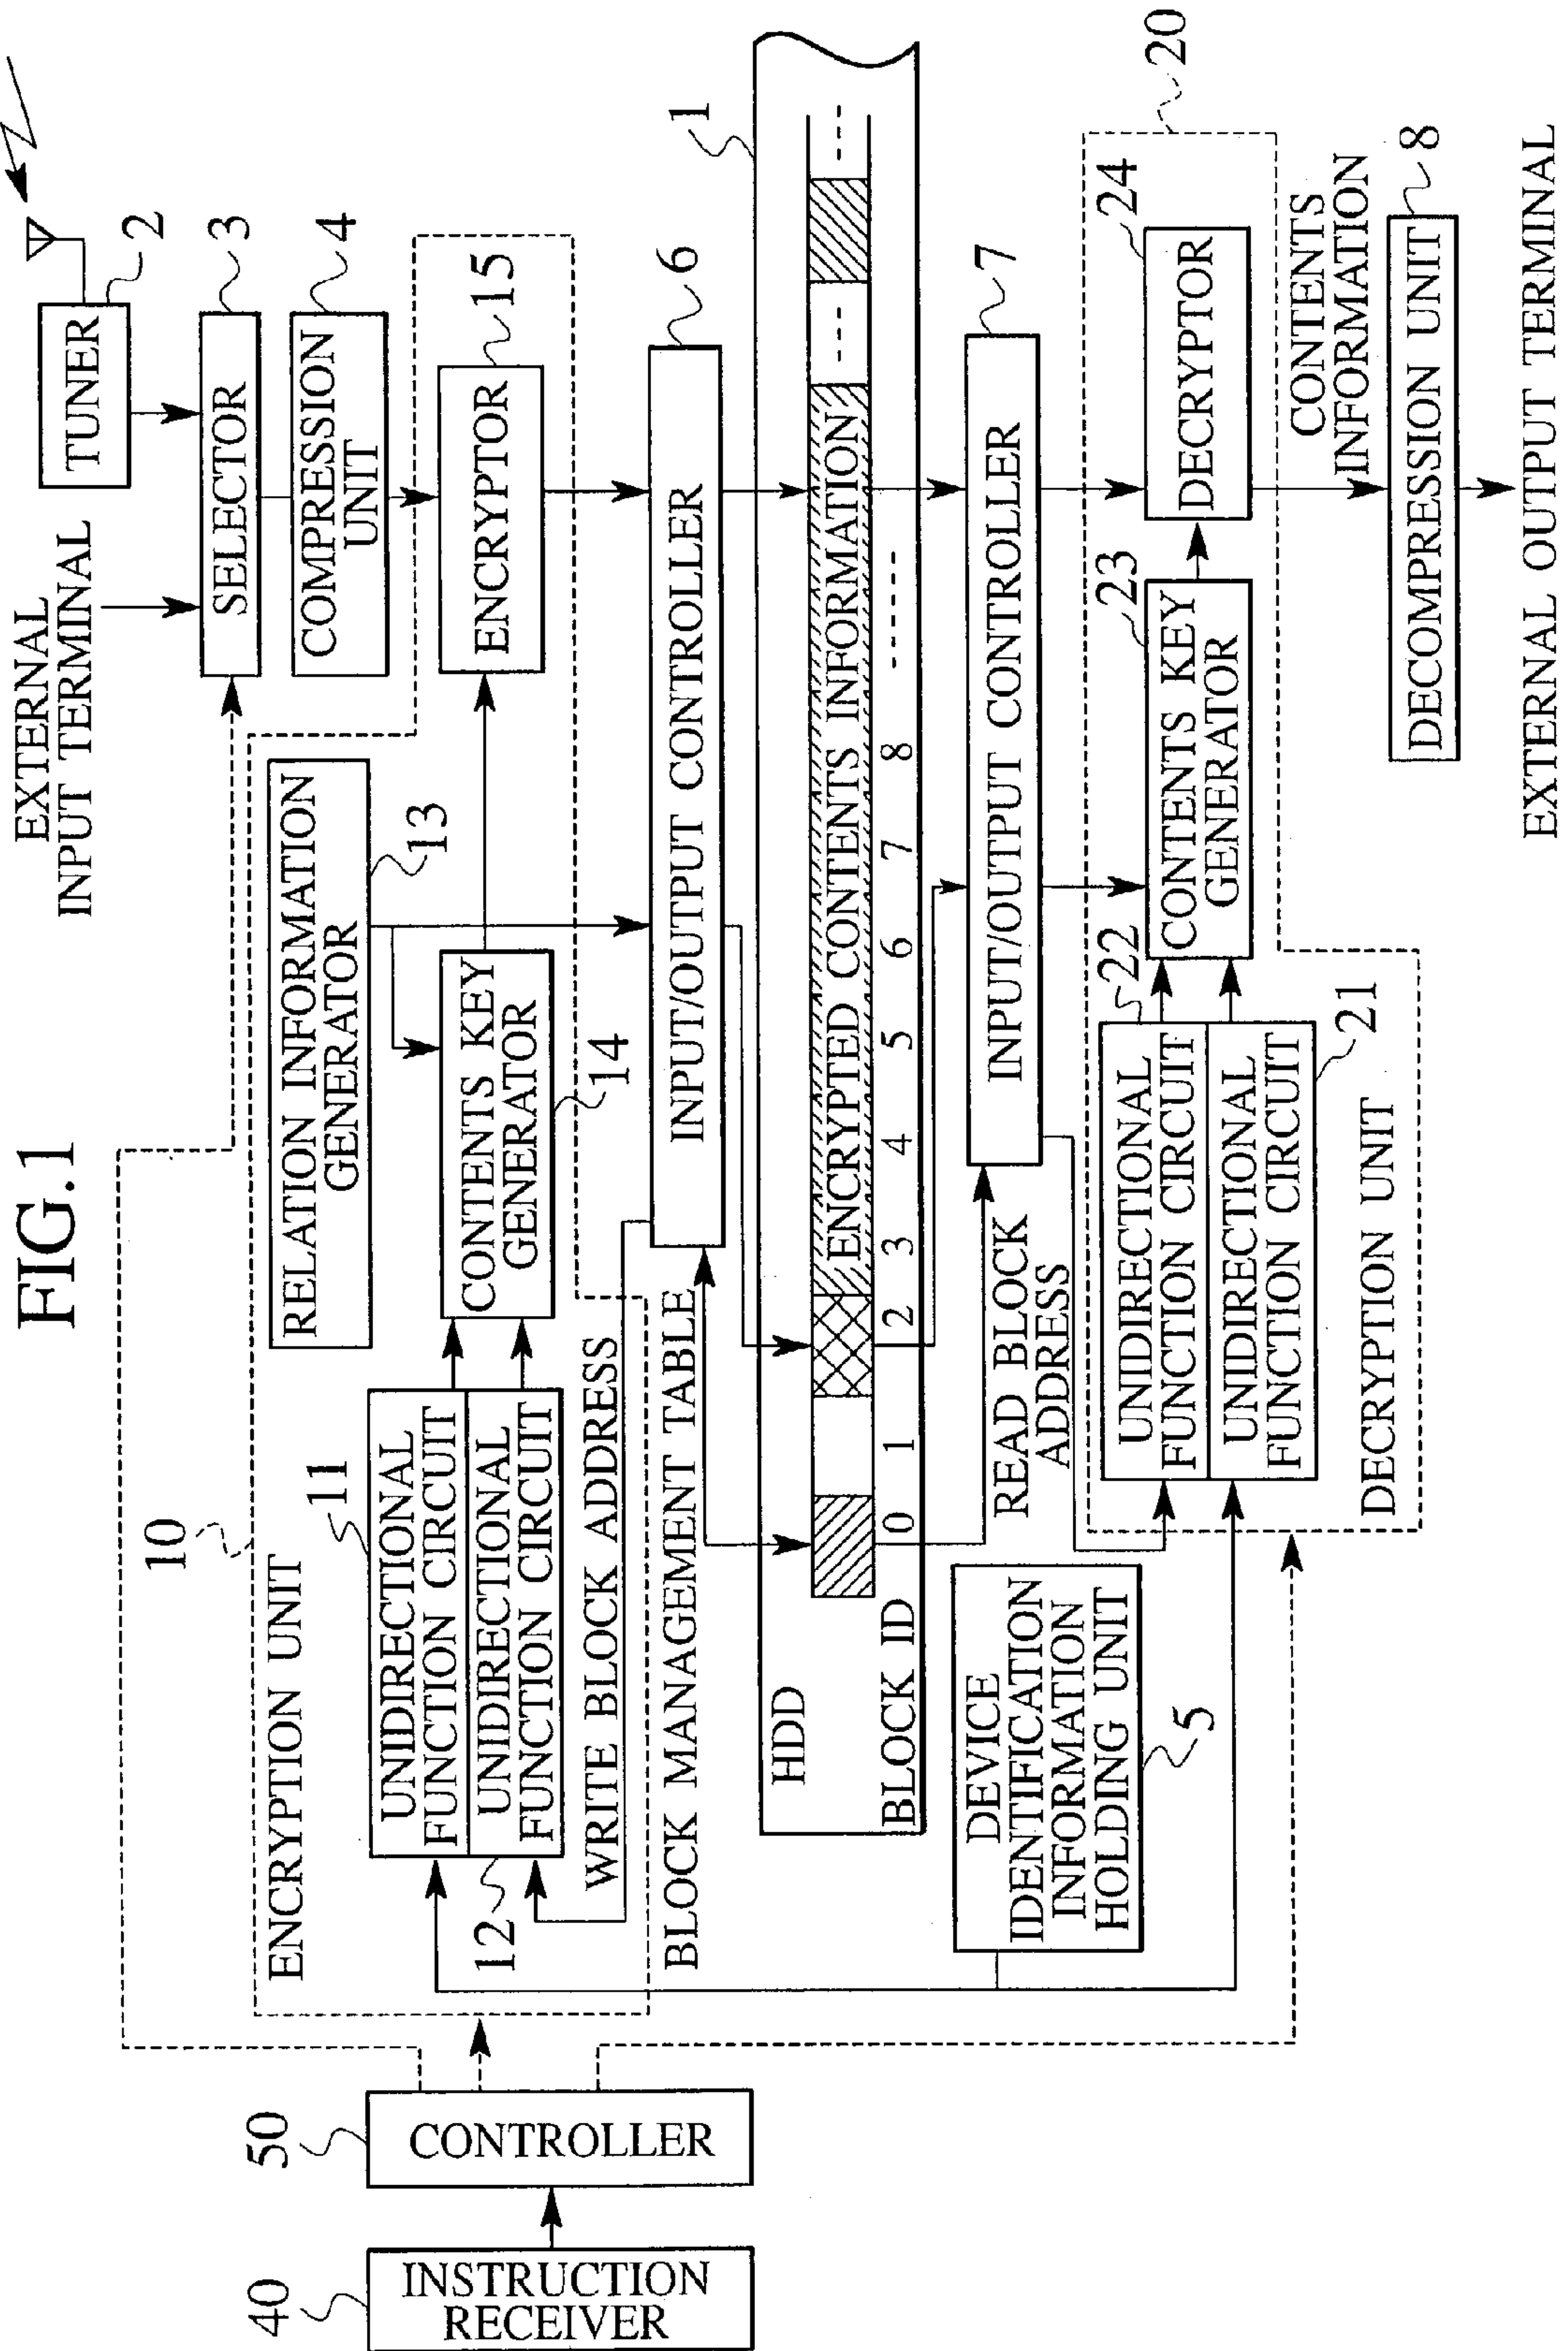 FIG.1
EXTERNAL
INPUT TERMINAL
TUNER
2
SELECTOR
3
COMPRESSION
UNIT
4
10
ENCRYPTION UNIT
RELATION INFORMATION
GENERATOR
13
UNIDIRECTIONAL
FUNCTION CIRCUIT
11
UNIDIRECTIONAL
FUNCTION CIRCUIT
12
CONTENTS KEY
GENERATOR
14
ENCRYPTOR
15
WRITE BLOCK ADDRESS
BLOCK MANAGEMENT TABLE
INPUT/OUTPUT CONTROLLER
6
40
INSTRUCTION
RECEIVER
50
CONTROLLER
HDD
1
ENCRYPTED CONTENTS INFORMATION
BLOCK ID
0 1 2 3 4 5 6 7 8
DEVICE
IDENTIFICATION
INFORMATION
HOLDING UNIT
5
READ BLOCK
ADDRESS
INPUT/OUTPUT CONTROLLER
7
20
UNIDIRECTIONAL
FUNCTION CIRCUIT
22
UNIDIRECTIONAL
FUNCTION CIRCUIT
21
CONTENTS KEY
GENERATOR
23
DECRYPTOR
24
DECRYPTION UNIT
CONTENTS
INFORMATION
DECOMPRESSION UNIT
8
EXTERNAL OUTPUT TERMINAL